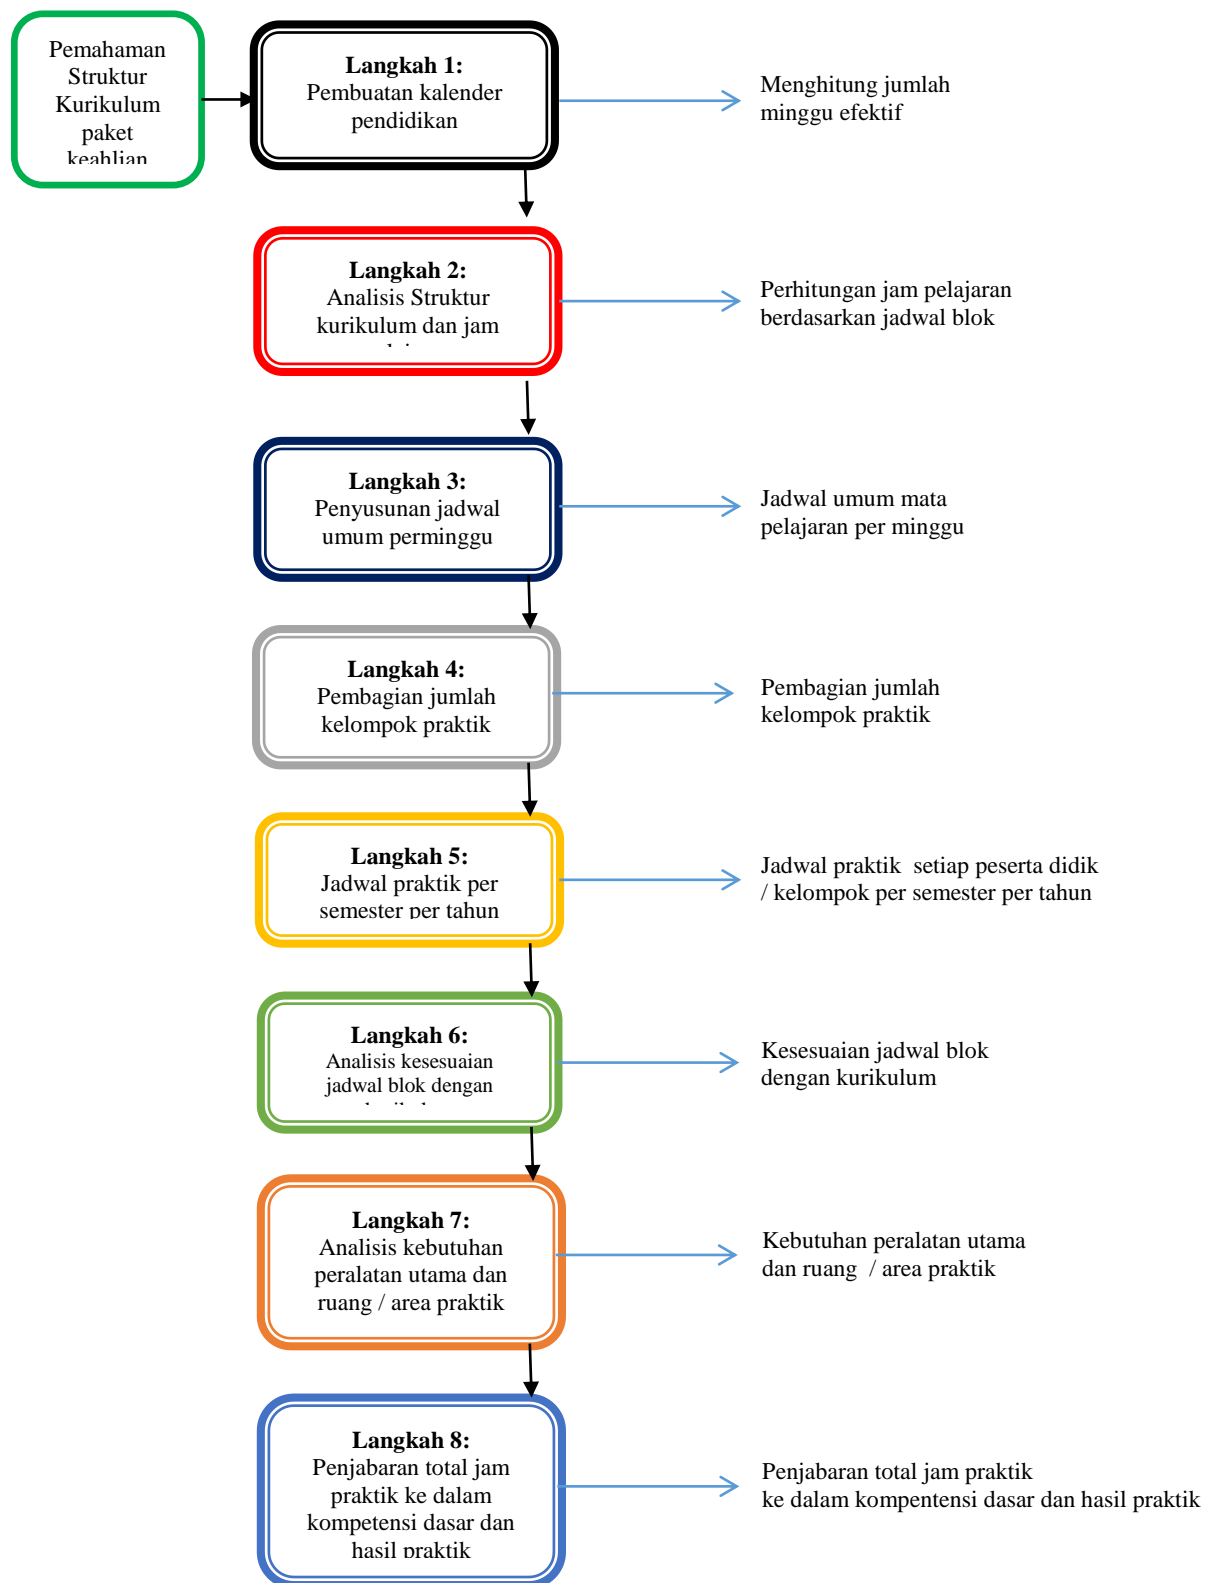 Pemahaman
Struktur
Kurikulum
paket
keahlian
Langkah 1:
Pembuatan kalender
pendidikan
Menghitung jumlah
minggu efektif
Langkah 2:
Analisis Struktur
kurikulum dan jam
Perhitungan jam pelajaran
berdasarkan jadwal blok
Langkah 3:
Penyusunan jadwal
umum perminggu
Jadwal umum mata
pelajaran per minggu
Langkah 4:
Pembagian jumlah
kelompok praktik
Pembagian jumlah
kelompok praktik
Langkah 5:
Jadwal praktik per
semester per tahun
Jadwal praktik  setiap peserta didik
/ kelompok per semester per tahun
Langkah 6:
Analisis kesesuaian
jadwal blok dengan
Kesesuaian jadwal blok
dengan kurikulum
Langkah 7:
Analisis kebutuhan
peralatan utama dan
ruang / area praktik
Kebutuhan peralatan utama
dan ruang  / area praktik
Langkah 8:
Penjabaran total jam
praktik ke dalam
kompetensi dasar dan
hasil praktik
Penjabaran total jam praktik
ke dalam kompentensi dasar dan hasil praktik